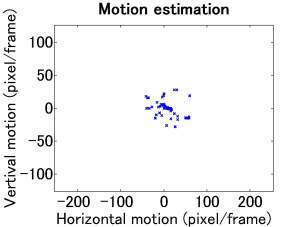 Motion estimation
Vertival motion (pixel/frame)
100
50
0
-50
-100
-200 -100 0 100 200
Horizontal motion (pixel/frame)